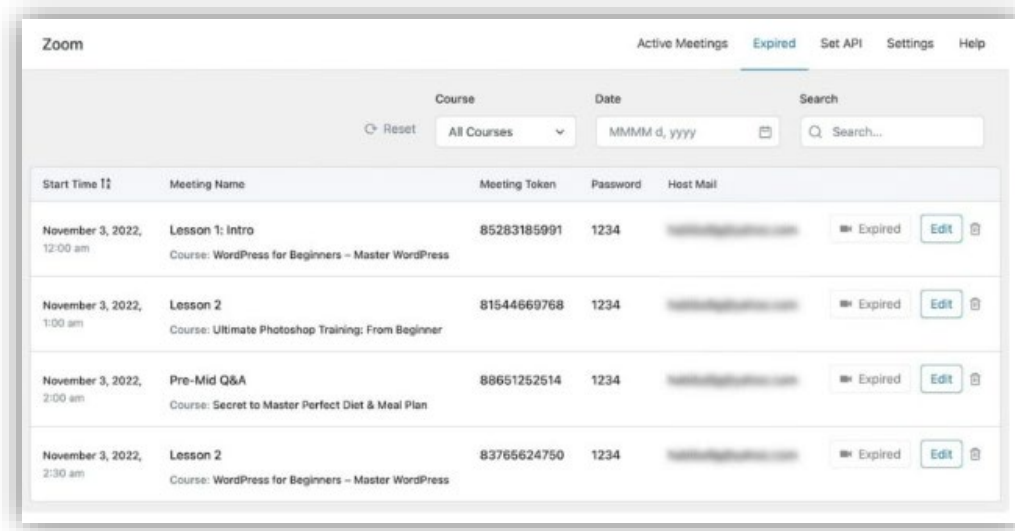 Zoom
Active Meetings Expired Set API Settings Help
Course Date Search
Reset All Courses MMMM d, yyyy Search...
Start Time Meeting Name Meeting Token Password Host Mail
November 3, 2022, Lesson 1: Intro 85283185991 1234 Expired Edit
12:00 am Course: WordPress for Beginners – Master WordPress
November 3, 2022, Lesson 2 81544669768 1234 Expired Edit
1:00 am Course: Ultimate Photoshop Training: From Beginner
November 3, 2022, Pre-Mid Q&A 88651252514 1234 Expired Edit
2:00 am Course: Secret to Master Perfect Diet & Meal Plan
November 3, 2022, Lesson 2 83765624750 1234 Expired Edit
2:30 am Course: WordPress for Beginners – Master WordPress